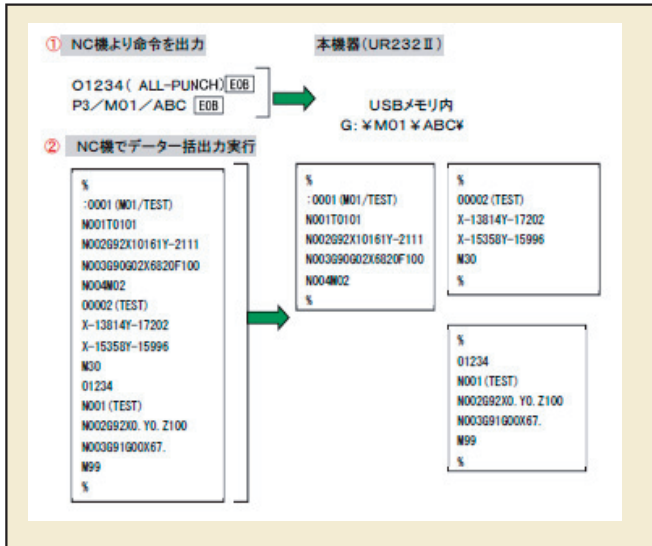 ① NC機より命令を出力
本機器(UR232Ⅱ)
O1234( ALL-PUNCH) EOB
P3/M01/ABC EOB
USBメモリ内
G:¥M01¥ABC¥
② NC機でデーター括出力実行
%
:0001(M01/TEST)
N001T0101
N002G92X10161Y-2111
N003G90G02X6820F100
N004M02
O0002(TEST)
X-13814Y-17202
X-15358Y-15996
M30
O1234
N001(TEST)
N002G92X0.Y0.Z100
N003G91G00X67.
M99
%
%
:0001(M01/TEST)
N001T0101
N002G92X10161Y-2111
N003G90G02X6820F100
N004M02
%
%
O0002(TEST)
X-13814Y-17202
X-15358Y-15996
M30
%
%
O1234
N001(TEST)
N002G92X0.Y0.Z100
N003G91G00X67.
M99
%